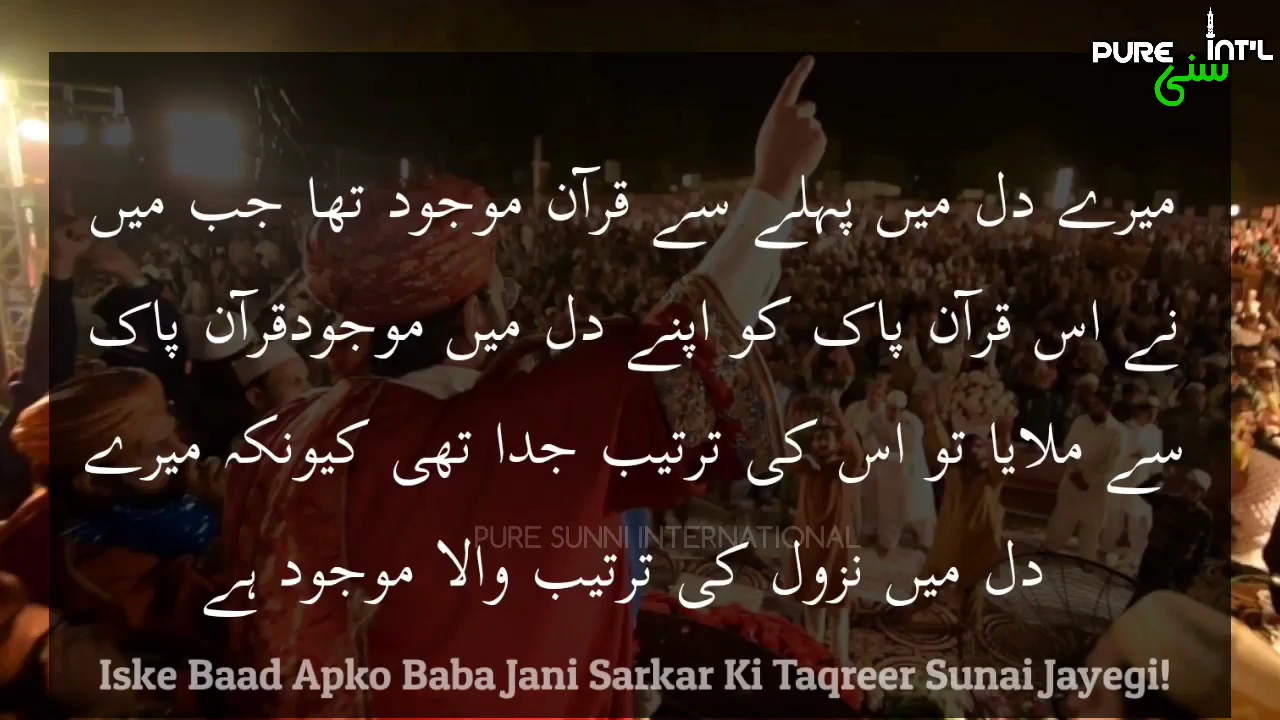 PURE INT'L
سنی
میرے دل میں پہلے سے قرآن موجود تھا جب میں
نے اس قرآن پاک کو اپنے دل میں موجودقرآن پاک
سے ملایا تو اس کی ترتیب جدا تھی کیونکہ میرے
PURE SUNNI INTERNATIONAL
دل میں نزول کی ترتیب والا موجود ہے
Iske Baad Apko Baba Jani Sarkar Ki Taqreer Sunai Jayegi!